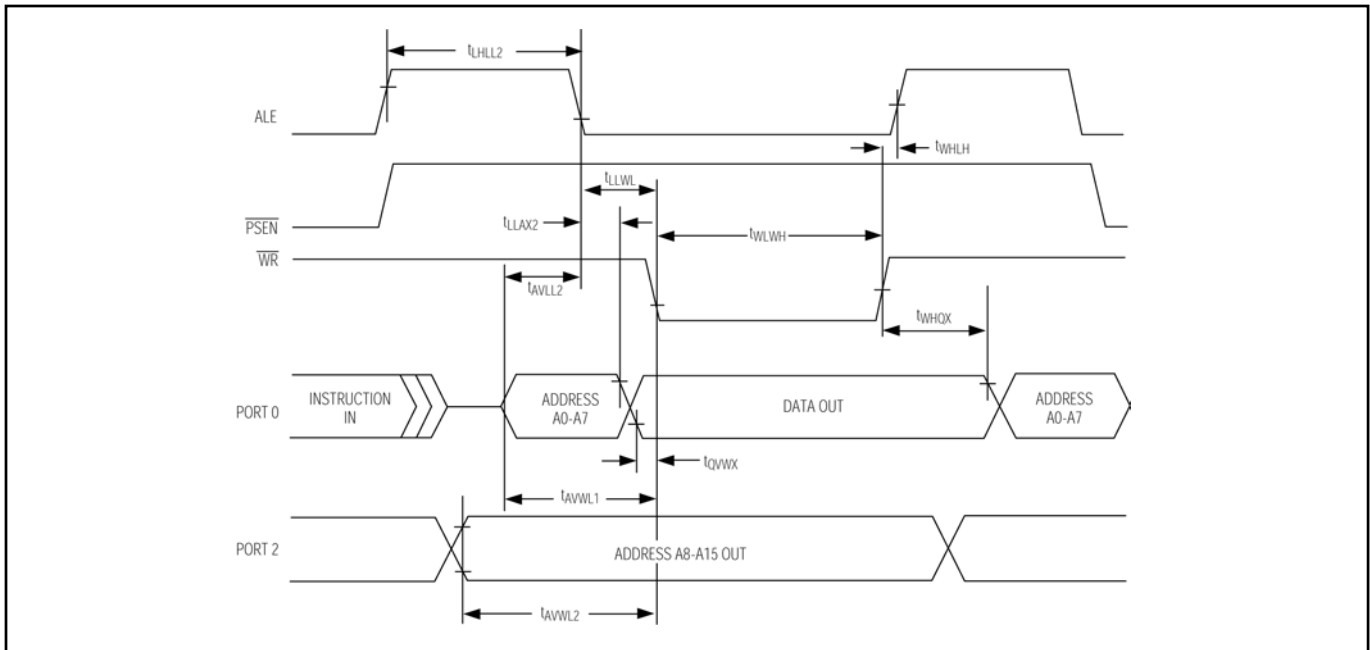 tLHLL2
ALE
tWHLH
tLLWL
PSEN
tLLAX2
tWLWH
WR
tAVLL2
tWHQX
PORT 0
INSTRUCTION
IN
ADDRESS
A0-A7
DATA OUT
ADDRESS
A0-A7
tQVWX
tAVWL1
PORT 2
ADDRESS A8-A15 OUT
tAVWL2